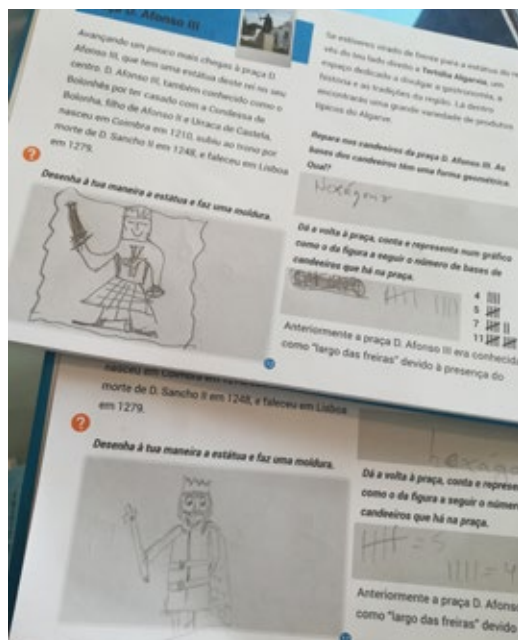 D. Afonso III
Avançando um pouco mais chegas à praça D.
Afonso III, que tem uma estátua deste rei no seu
centro. D. Afonso III, também conhecido como o
Bolonhês por ter casado com a Condessa de
Bolonha, filho de Afonso II e Urraca de Castela,
nasceu em Coimbra em 1210, subiu ao trono por
morte de D. Sancho II em 1248, e faleceu em Lisboa
em 1279.
?
Desenha à tua maneira a estátua e faz uma moldura.
Se estiveres virado de frente para a estátua do
vês do teu lado direito a Tertúlia Algarvia, um
espaço dedicado a divulgar a gastronomia, a
história e as tradições da região. Lá dentro
encontrarás uma grande variedade de produtos
típicos do Algarve.
Repara nos candeeiros da praça D. Afonso III. As
bases dos candeeiros têm uma forma geométrica.
Qual?
Dá a volta à praça, conta e representa num gráfico
como o da figura a seguir o número de bases de
candeeiros que há na praça.
4
5
7
11
Anteriormente a praça D. Afonso III era conhecida
como "largo das freiras" devido à presença do
nasceu em Coimbra em
morte de D. Sancho II em 1248, e faleceu em Lisboa
em 1279.
?
Desenha à tua maneira a estátua e faz uma moldura.
Dá a volta à praça, conta e represen
como o da figura a seguir o númer
candeeiros que há na praça.
= 5
= 4
Anteriormente a praça D. Afons
como "largo das freiras" devido